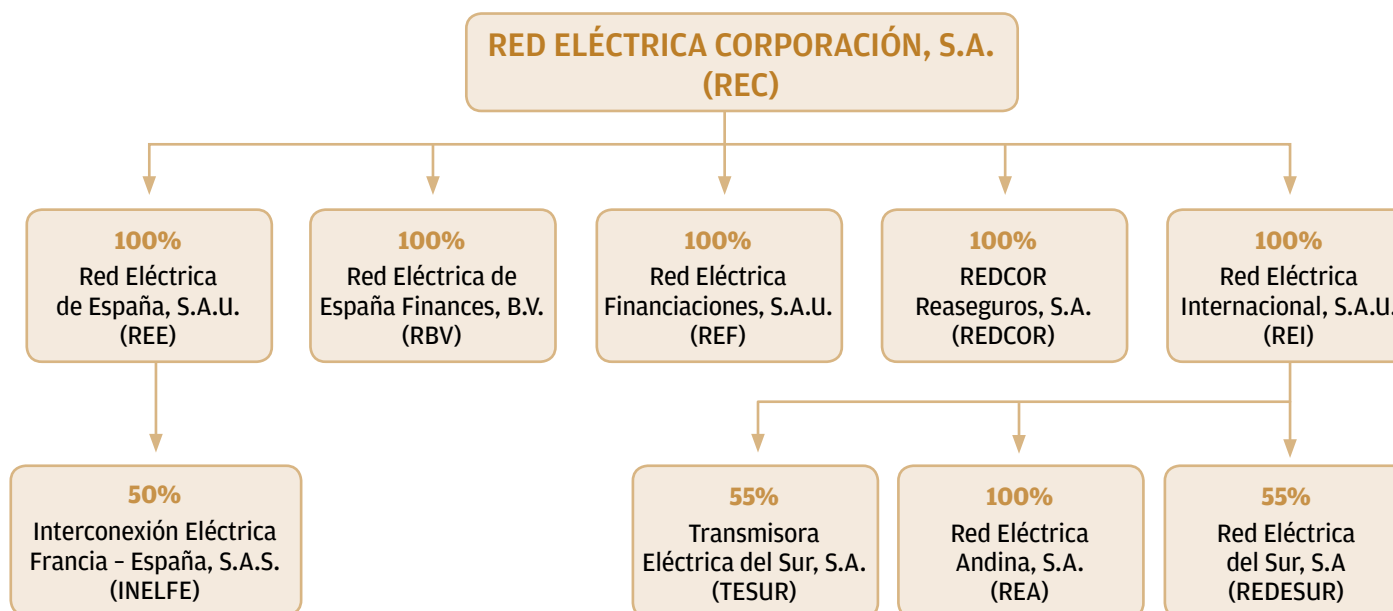 RED ELÉCTRICA CORPORACIÓN, S.A.
(REC)
100%
Red Eléctrica
de España, S.A.U.
(REE)
100%
Red Eléctrica de
España Finances, B.V.
(RBV)
100%
Red Eléctrica
Financiaciones, S.A.U.
(REF)
100%
REDCOR
Reaseguros, S.A.
(REDCOR)
100%
Red Eléctrica
Internacional, S.A.U.
(REI)
50%
Interconexión Eléctrica
Francia – España, S.A.S.
(INELFE)
55%
Transmisora
Eléctrica del Sur, S.A.
(TESUR)
100%
Red Eléctrica
Andina, S.A.
(REA)
55%
Red Eléctrica
del Sur, S.A
(REDESUR)